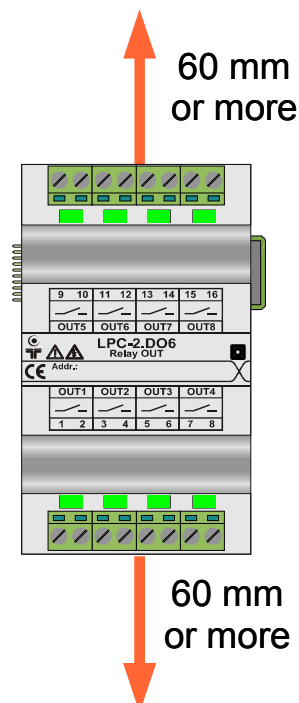 60 mm
or more
9 10 11 12 13 14 15 16
OUT5 OUT6 OUT7 OUT8
LPC-2.DO6
Relay OUT
CE Addr.:
OUT1 OUT2 OUT3 OUT4
1 2 3 4 5 6 7 8
60 mm
or more